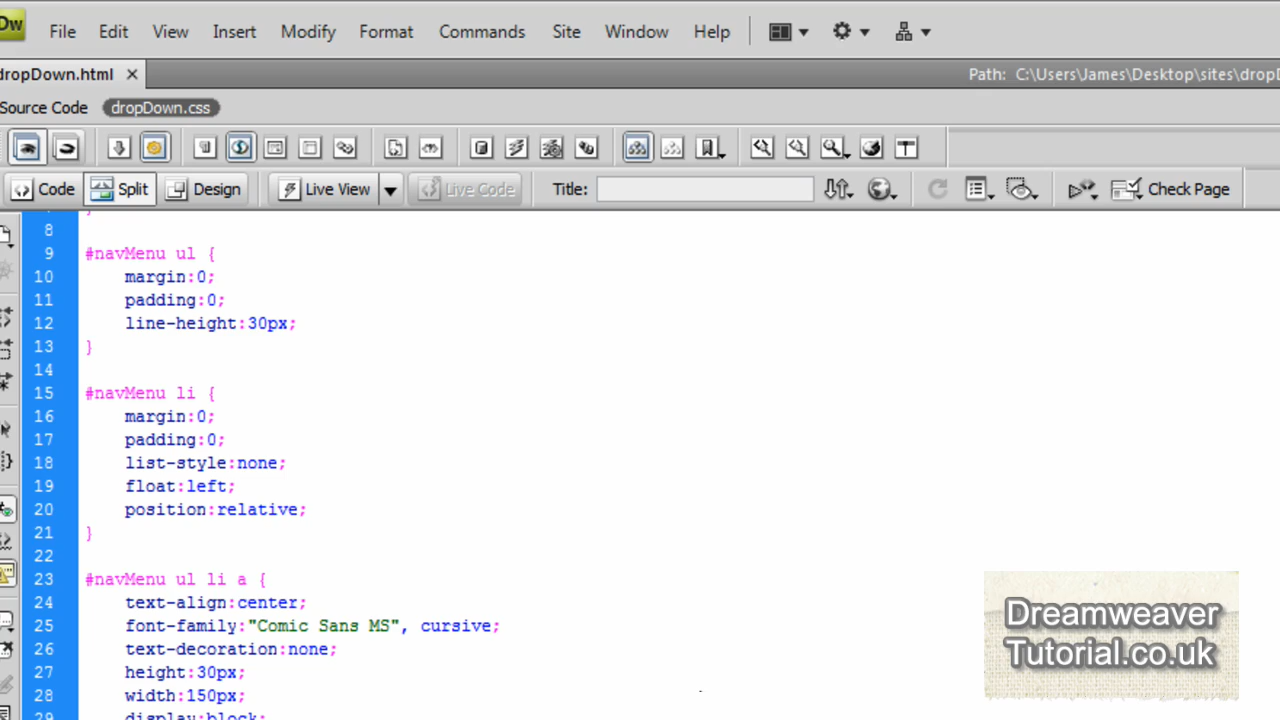 Dw File Edit View Insert Modify Format Commands Site Window Help
dropDown.html × Path: C:\Users\James\Desktop\sites\dropD
Source Code dropDown.css
Code Split Design Live View Live Code Title: Check Page
8
9 #navMenu ul {
10 margin:0;
11 padding:0;
12 line-height:30px;
13 }
14
15 #navMenu li {
16 margin:0;
17 padding:0;
18 list-style:none;
19 float:left;
20 position:relative;
21 }
22
23 #navMenu ul li a {
24 text-align:center;
25 font-family:"Comic Sans MS", cursive;
26 text-decoration:none;
27 height:30px;
28 width:150px;
29 display:block;
Dreamweaver
Tutorial.co.uk